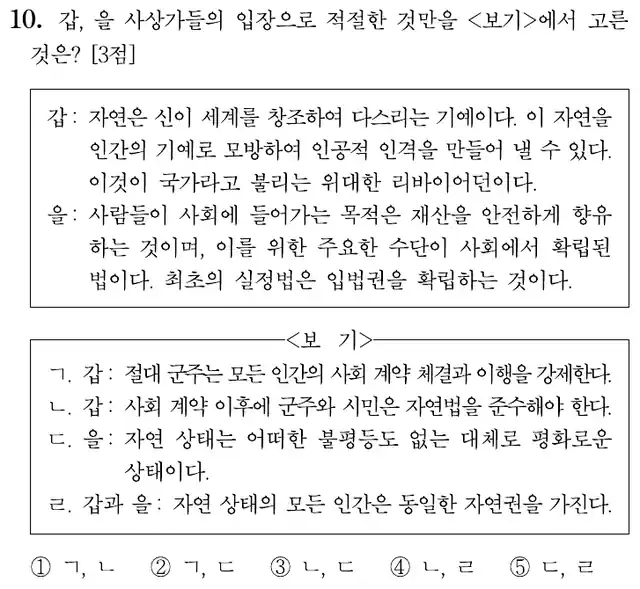 10. 갑, 을 사상가들의 입장으로 적절한 것만을 <보기>에서 고른
것은? [3점]
갑 : 자연은 신이 세계를 창조하여 다스리는 기예이다. 이 자연을
인간의 기예로 모방하여 인공적 인격을 만들어 낼 수 있다.
이것이 국가라고 불리는 위대한 리바이어던이다.
을 : 사람들이 사회에 들어가는 목적은 재산을 안전하게 향유
하는 것이며, 이를 위한 주요한 수단이 사회에서 확립된
법이다. 최초의 실정법은 입법권을 확립하는 것이다.
<보 기>
ㄱ. 갑 : 절대 군주는 모든 인간의 사회 계약 체결과 이행을 강제한다.
ㄴ. 갑 : 사회 계약 이후에 군주와 시민은 자연법을 준수해야 한다.
ㄷ. 을 : 자연 상태는 어떠한 불평등도 없는 대체로 평화로운
상태이다.
ㄹ. 갑과 을 : 자연 상태의 모든 인간은 동일한 자연권을 가진다.
① ㄱ, ㄴ ② ㄱ, ㄷ ③ ㄴ, ㄷ ④ ㄴ, ㄹ ⑤ ㄷ, ㄹ